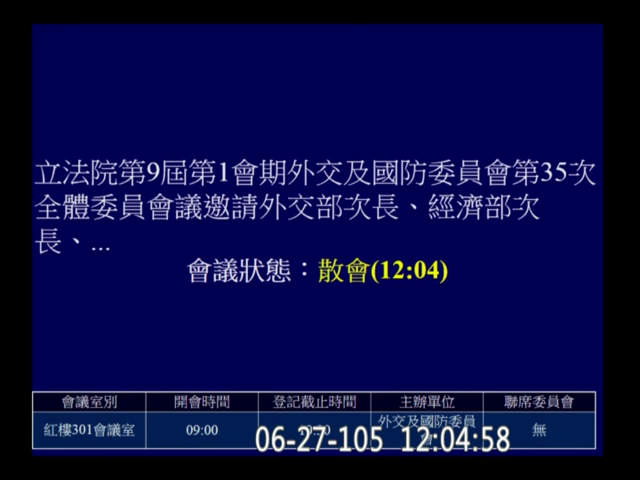 立法院第9屆第1會期外交及國防委員會第35次
全體委員會議邀請外交部次長、經濟部次
長、...
會議狀態：散會(12:04)
會議室別 開會時間 登記截止時間 主辦單位 聯席委員會
紅樓301會議室 09:00 外交及國防委員 無
06-27-105 12:04:58